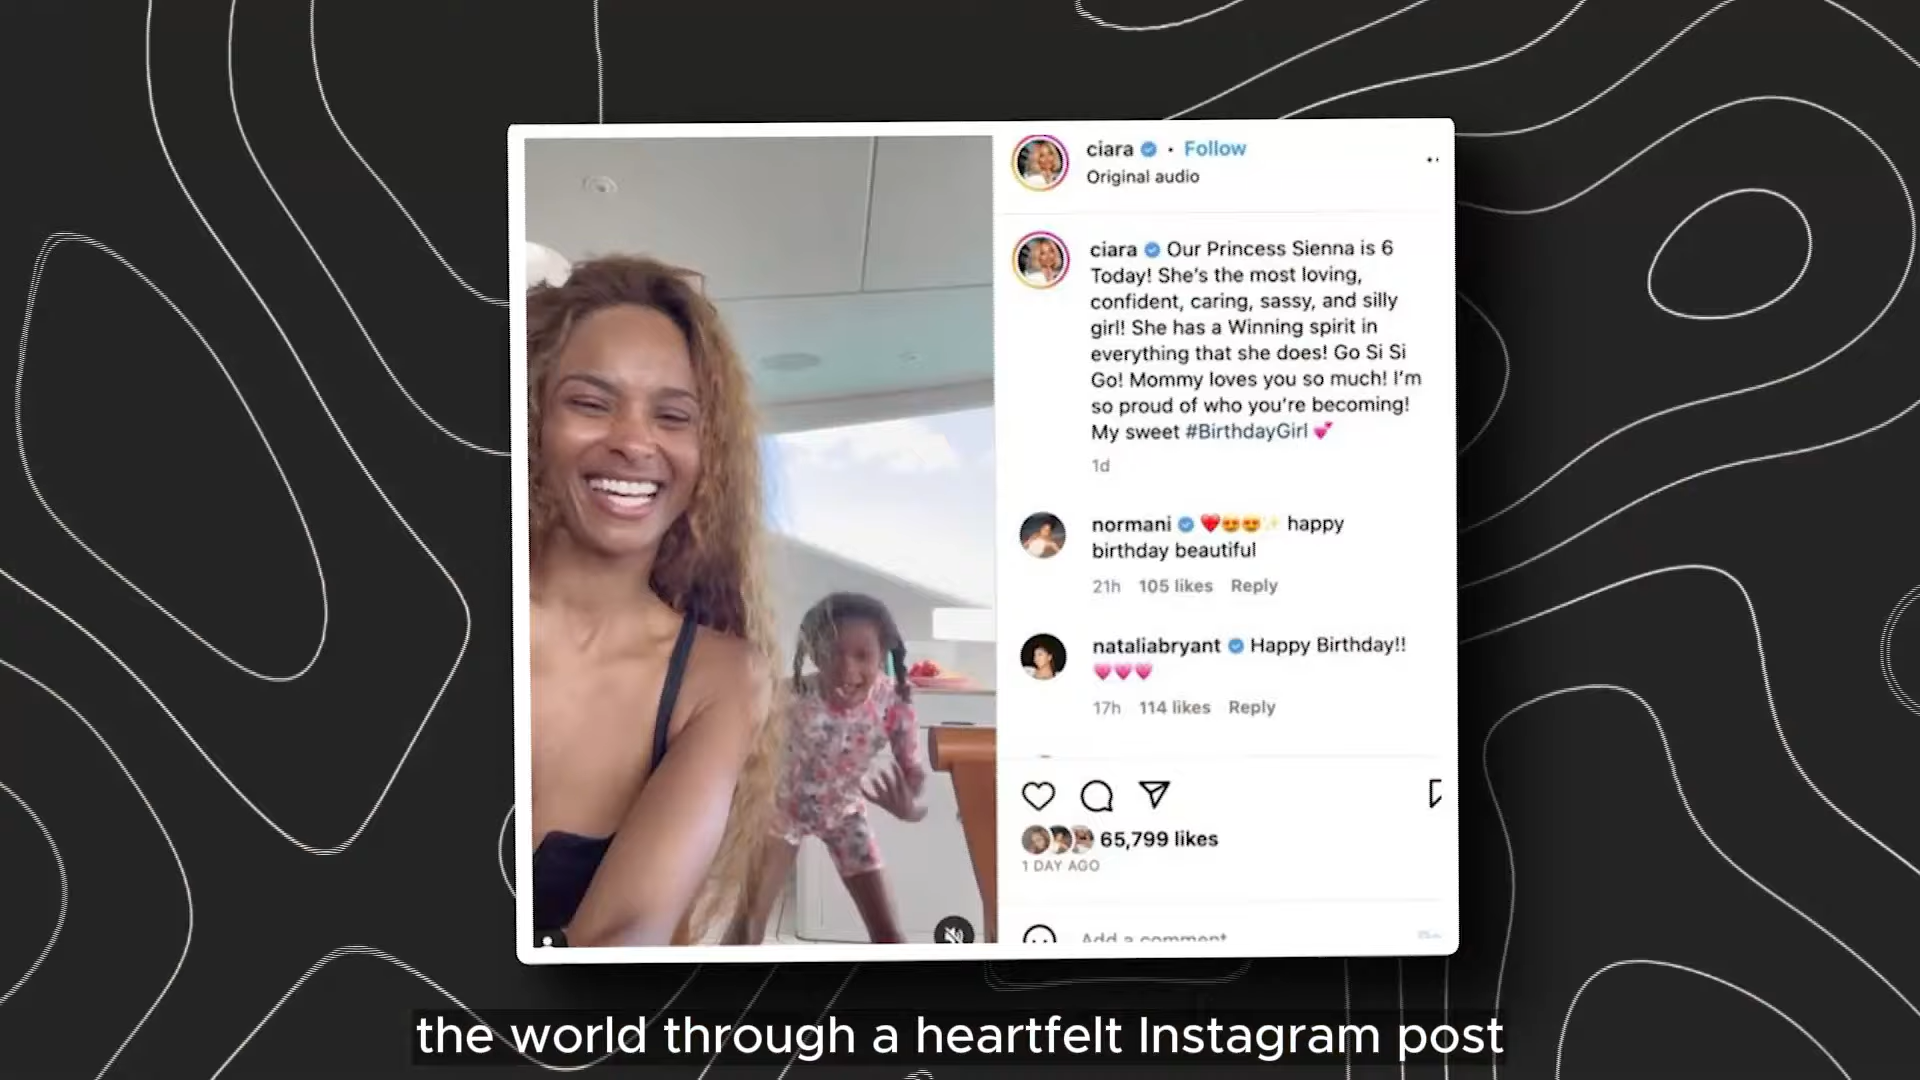 ciara • Follow
Original audio
ciara Our Princess Sienna is 6
Today! She's the most loving,
confident, caring, sassy, and silly
girl! She has a Winning spirit in
everything that she does! Go Si Si
Go! Mommy loves you so much! I'm
so proud of who you're becoming!
My sweet #BirthdayGirl 💕
1d
normani ❤️😍😍✨ happy
birthday beautiful
21h 105 likes Reply
nataliabryant Happy Birthday!!
💗💗💗
17h 114 likes Reply
65,799 likes
1 DAY AGO
Add a comment
the world through a heartfelt Instagram post